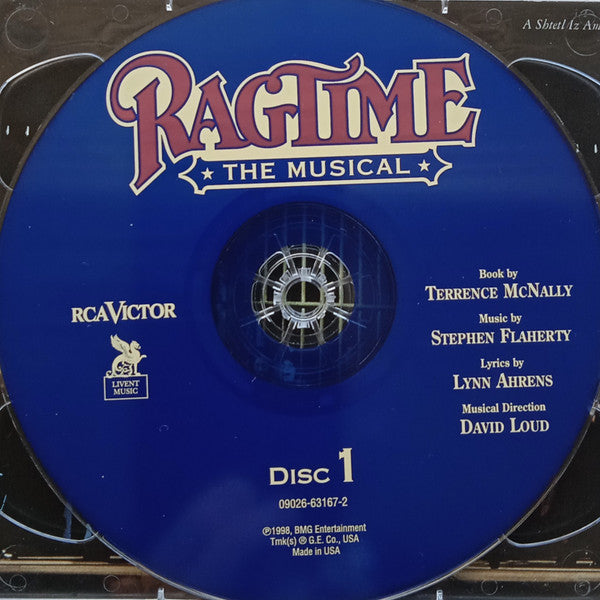 A Shtetl Iz Am
RAGTIME
★ THE MUSICAL ★
RCAVICTOR
LIVENT
MUSIC
Book by
TERRENCE MCNALLY
Music by
STEPHEN FLAHERTY
Lyrics by
LYNN AHRENS
Musical Direction
DAVID LOUD
DISC 1
09026-63167-2
℗1998, BMG Entertainment
Tmk(s) ® G.E. Co., USA
Made in USA